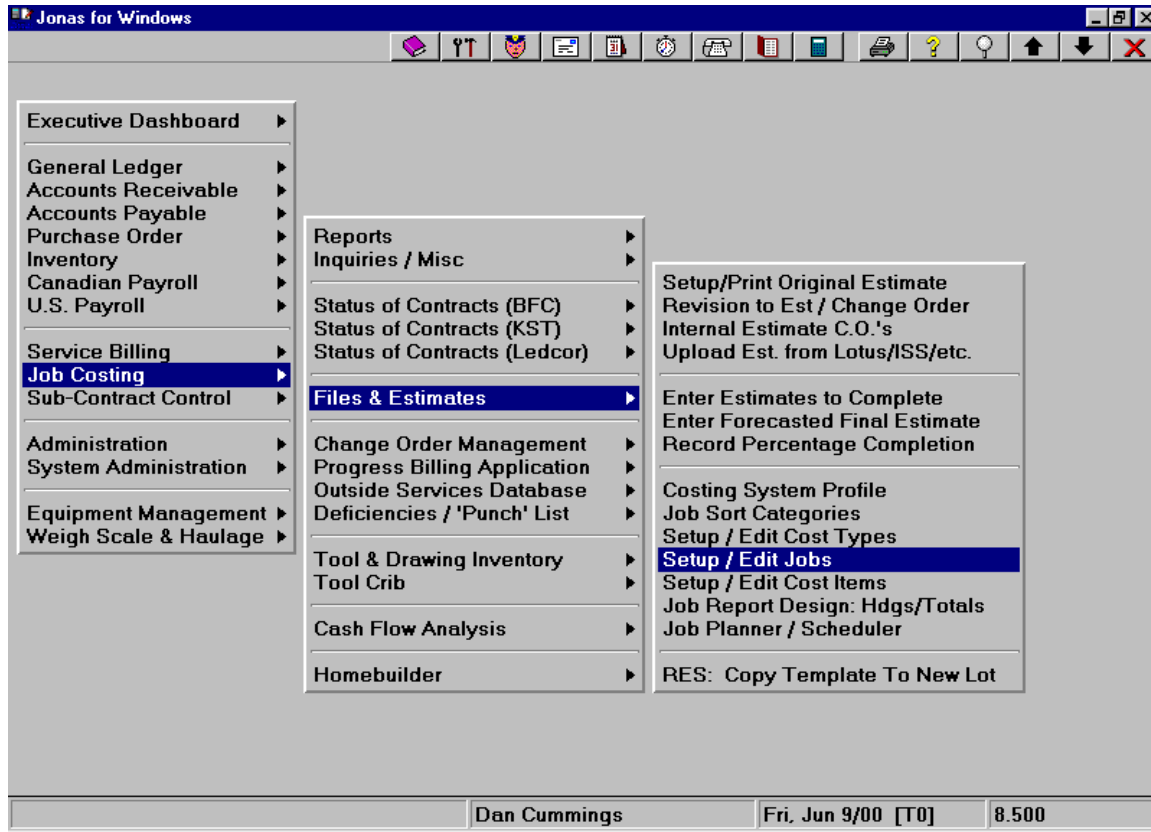 Jonas for Windows
Executive Dashboard
General Ledger
Accounts Receivable
Accounts Payable
Purchase Order
Inventory
Canadian Payroll
U.S. Payroll
Service Billing
Job Costing
Sub-Contract Control
Administration
System Administration
Equipment Management
Weigh Scale & Haulage
Reports
Inquiries / Misc
Status of Contracts (BFC)
Status of Contracts (KST)
Status of Contracts (Ledcor)
Files & Estimates
Change Order Management
Progress Billing Application
Outside Services Database
Deficiencies / 'Punch' List
Tool & Drawing Inventory
Tool Crib
Cash Flow Analysis
Homebuilder
Setup/Print Original Estimate
Revision to Est / Change Order
Internal Estimate C.O.'s
Upload Est. from Lotus/ISS/etc.
Enter Estimates to Complete
Enter Forecasted Final Estimate
Record Percentage Completion
Costing System Profile
Job Sort Categories
Setup / Edit Cost Types
Setup / Edit Jobs
Setup / Edit Cost Items
Job Report Design: Hdgs/Totals
Job Planner / Scheduler
RES: Copy Template To New Lot
Dan Cummings
Fri, Jun 9/00 [T0]
8.500